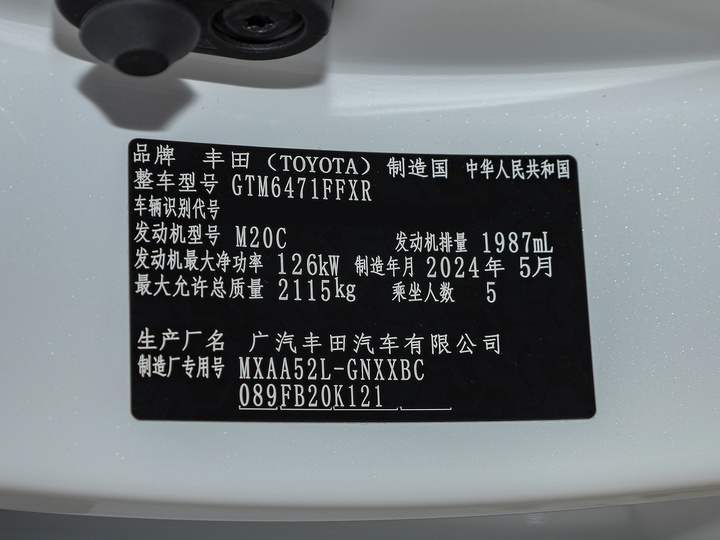 品牌 丰田（TOYOTA） 制造国 中华人民共和国
整车型号 GTM6471FFXR
车辆识别代号
发动机型号 M20C 发动机排量 1987mL
发动机最大净功率 126kW 制造年月 2024年 5月
最大允许总质量 2115kg 乘坐人数 5
生产厂名 广汽丰田汽车有限公司
制造厂专用号 MXAA52L-GNXXBC
089FB20K121